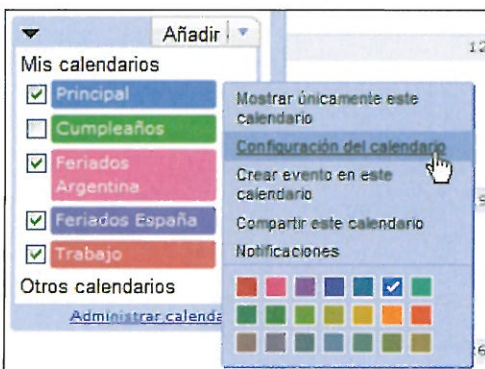 Añadir
12
Mis calendarios
Principal
Cumpleaños
Feriados
Argentina
Feriados España
Trabajo
Otros calendarios
Administrar calenda
Mostrar únicamente este
calendario
Configuración del calendario
Crear evento en este
calendario
Compartir este calendario
Notificaciones